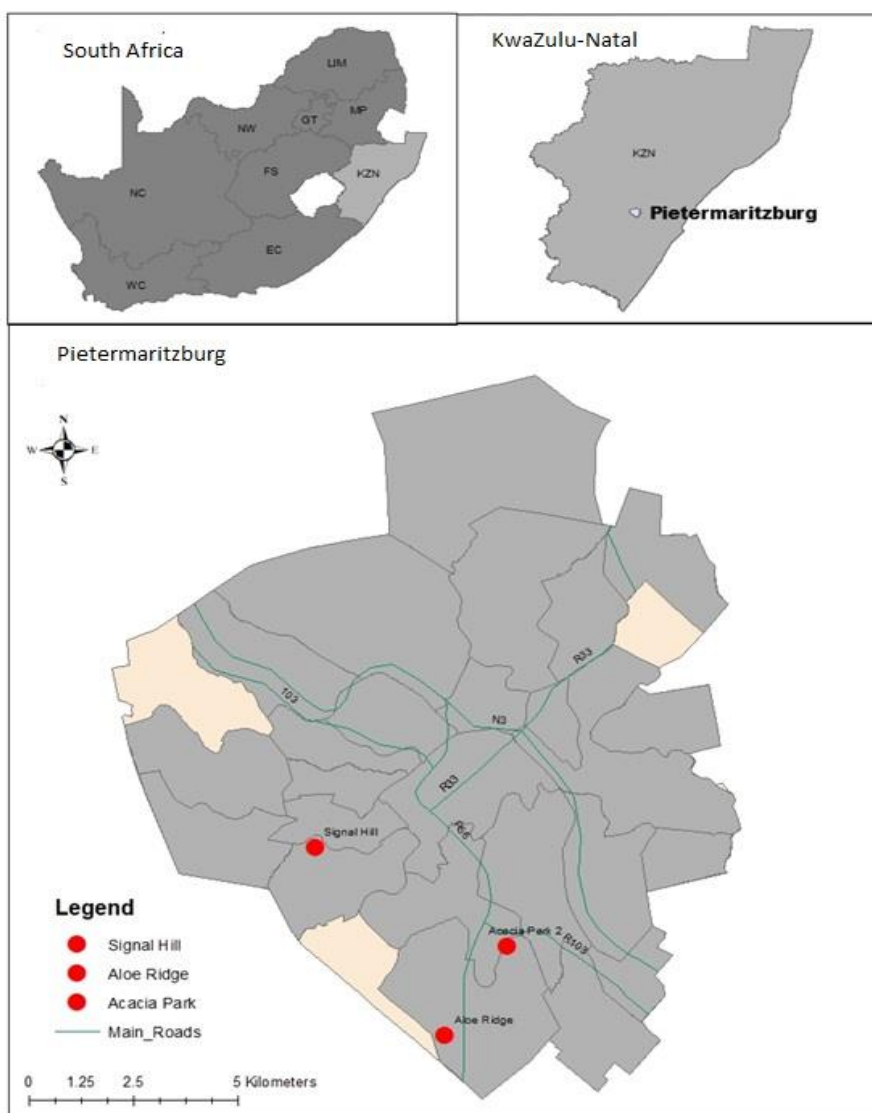 South Africa
LIM
MP
GT
NW
FS
KZN
NC
EC
WC
KwaZulu-Natal
KZN
Pietermaritzburg
Pietermaritzburg
N
W
E
S
R33
103
N3
R33
R56
Signal Hill
Acacia Park 2
R103
Aloe Ridge
Legend
Signal Hill
Aloe Ridge
Acacia Park
Main_Roads
0 1.25 2.5 5 Kilometers